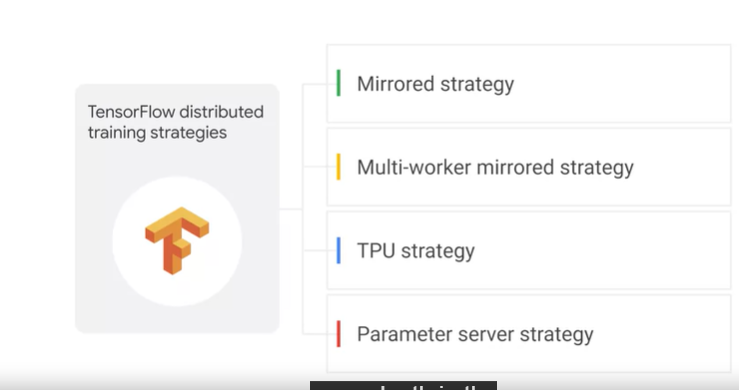 TensorFlow distributed
training strategies
Mirrored strategy
Multi-worker mirrored strategy
TPU strategy
Parameter server strategy